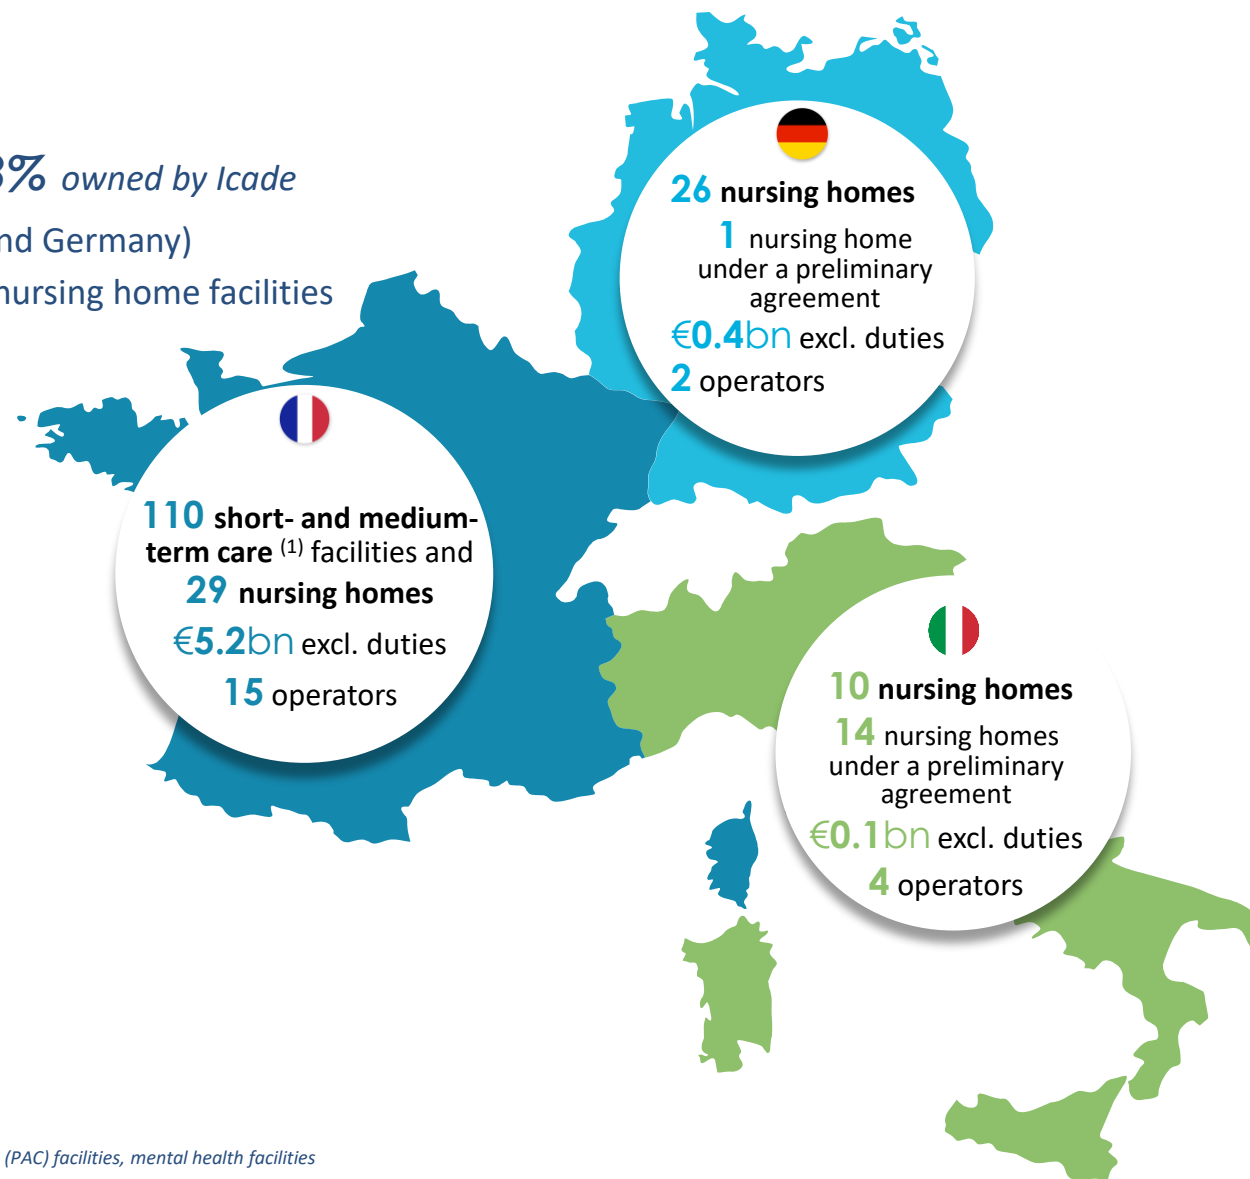 % owned by Icade
Germany)
nursing home facilities
26 nursing homes
1 nursing home
under a preliminary
agreement
€0.4bn excl. duties
2 operators
110 short- and medium-
term care (1) facilities and
29 nursing homes
€5.2bn excl. duties
15 operators
10 nursing homes
14 nursing homes
under a preliminary
agreement
€0.1bn excl. duties
4 operators
(PAC) facilities, mental health facilities